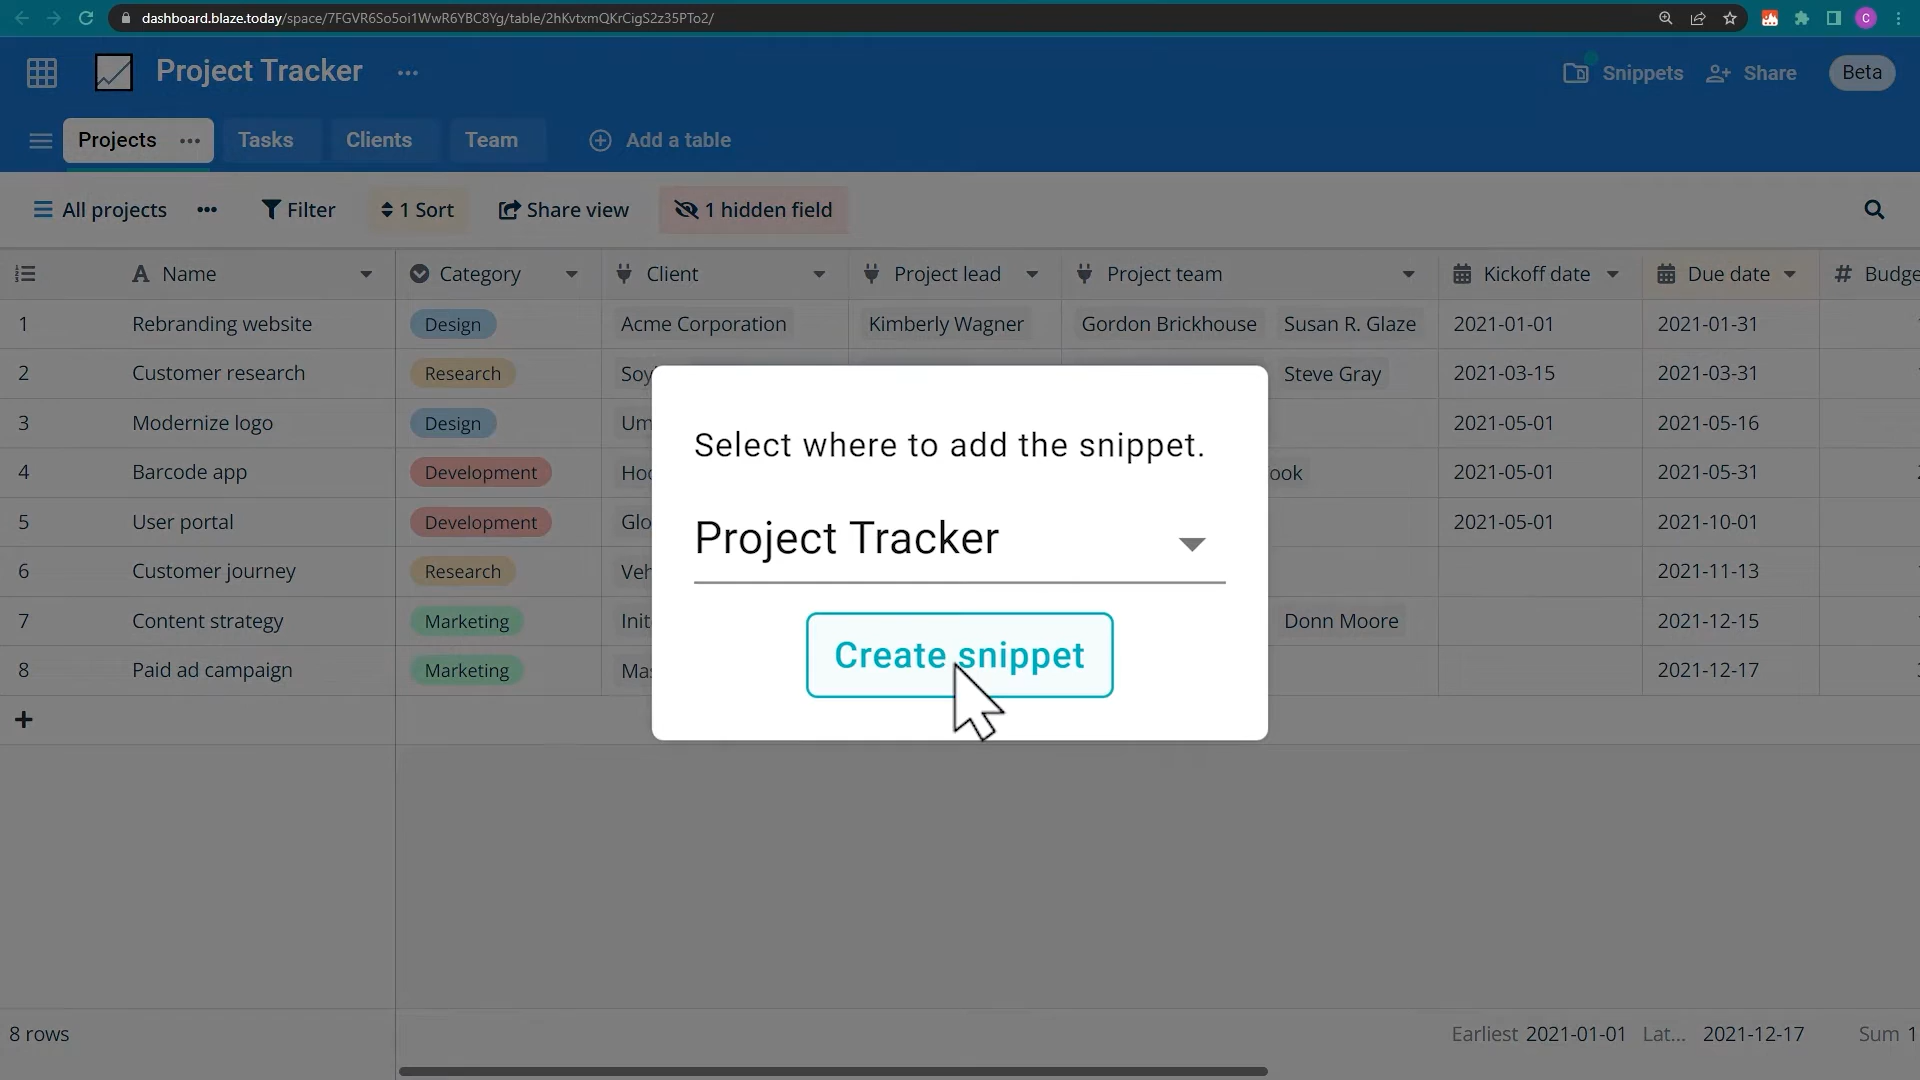 dashboard.blaze.today/space/7FGVR6So5oi1WwR6YBC8Yg/table/2hKvtxmQKrCigS2z35PTo2/
C
Project Tracker
Snippets
Share
Beta
Projects
Tasks
Clients
Team
Add a table
All projects
Filter
1 Sort
Share view
1 hidden field
Name
Category
Client
Project lead
Project team
Kickoff date
Due date
# Budge
1 Rebranding website Design Acme Corporation Kimberly Wagner Gordon Brickhouse Susan R. Glaze 2021-01-01 2021-01-31
2 Customer research Research Soy Steve Gray 2021-03-15 2021-03-31
3 Modernize logo Design Um 2021-05-01 2021-05-16
4 Barcode app Development Hoo ook 2021-05-01 2021-05-31
5 User portal Development Glo 2021-05-01 2021-10-01
6 Customer journey Research Veh 2021-11-13
7 Content strategy Marketing Init Donn Moore 2021-12-15
8 Paid ad campaign Marketing Mas 2021-12-17
Select where to add the snippet.
Project Tracker
Create snippet
8 rows
Earliest 2021-01-01 Lat... 2021-12-17 Sum 1